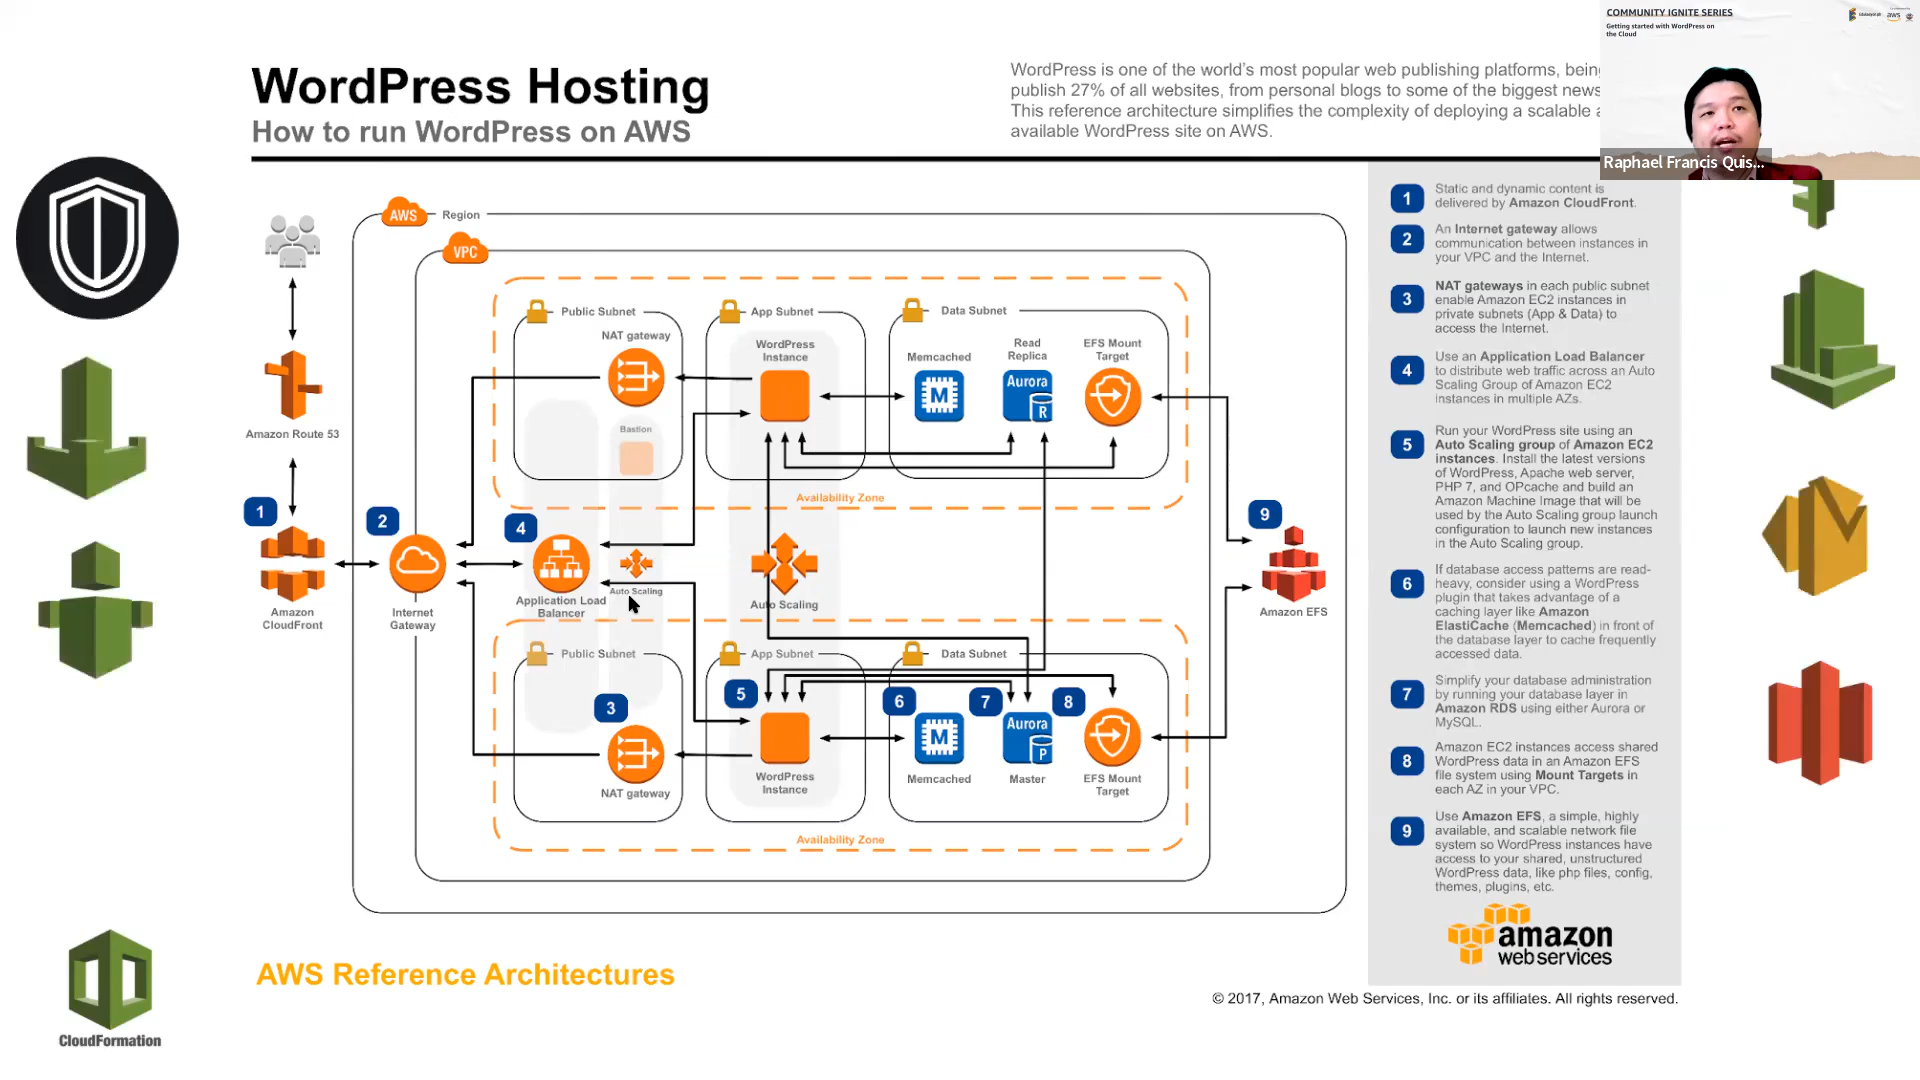 COMMUNITY IGNITE SERIES
Getting started with WordPress on
the Cloud
aws
Raphael Francis Quis...
WordPress Hosting
How to run WordPress on AWS
WordPress is one of the world's most popular web publishing platforms, being
publish 27% of all websites, from personal blogs to some of the biggest news
This reference architecture simplifies the complexity of deploying a scalable a
available WordPress site on AWS.
AWS
Region
VPC
Public Subnet
NAT gateway
Bastion
App Subnet
WordPress
Instance
Data Subnet
Memcached
M
Read
Replica
Aurora
R
EFS Mount
Target
Availability Zone
Amazon Route 53
1
Amazon
CloudFront
2
Internet
Gateway
4
Application Load
Balancer
Auto Scaling
Auto Scaling
9
Amazon EFS
Public Subnet
3
NAT gateway
App Subnet
5
WordPress
Instance
Data Subnet
6
M
Memcached
7
Aurora
P
Master
8
EFS Mount
Target
Availability Zone
1
Static and dynamic content is
delivered by Amazon CloudFront.
2
An Internet gateway allows
communication between instances in
your VPC and the Internet.
3
NAT gateways in each public subnet
enable Amazon EC2 instances in
private subnets (App & Data) to
access the Internet.
4
Use an Application Load Balancer
to distribute web traffic across an Auto
Scaling Group of Amazon EC2
instances in multiple AZs.
5
Run your WordPress site using an
Auto Scaling group of Amazon EC2
instances. Install the latest versions
of WordPress, Apache web server,
PHP 7, and OPcache and build an
Amazon Machine Image that will be
used by the Auto Scaling group launch
configuration to launch new instances
in the Auto Scaling group.
6
If database access patterns are read-
heavy, consider using a WordPress
plugin that takes advantage of a
caching layer like Amazon
ElastiCache (Memcached) in front of
the database layer to cache frequently
accessed data.
7
Simplify your database administration
by running your database layer in
Amazon RDS using either Aurora or
MySQL.
8
Amazon EC2 instances access shared
WordPress data in an Amazon EFS
file system using Mount Targets in
each AZ in your VPC.
9
Use Amazon EFS, a simple, highly
available, and scalable network file
system so WordPress instances have
access to your shared, unstructured
WordPress data, like php files, config,
themes, plugins, etc.
amazon
web services
AWS Reference Architectures
© 2017, Amazon Web Services, Inc. or its affiliates. All rights reserved.
CloudFormation